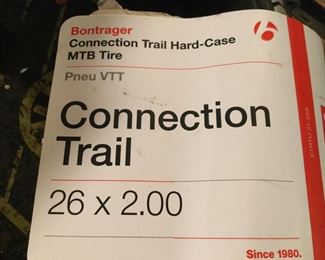 Bontrager
Connection Trail Hard-Case
MTB Tire
Pneu VTT
Connection
Trail
26 x 2.00
Since 1980.